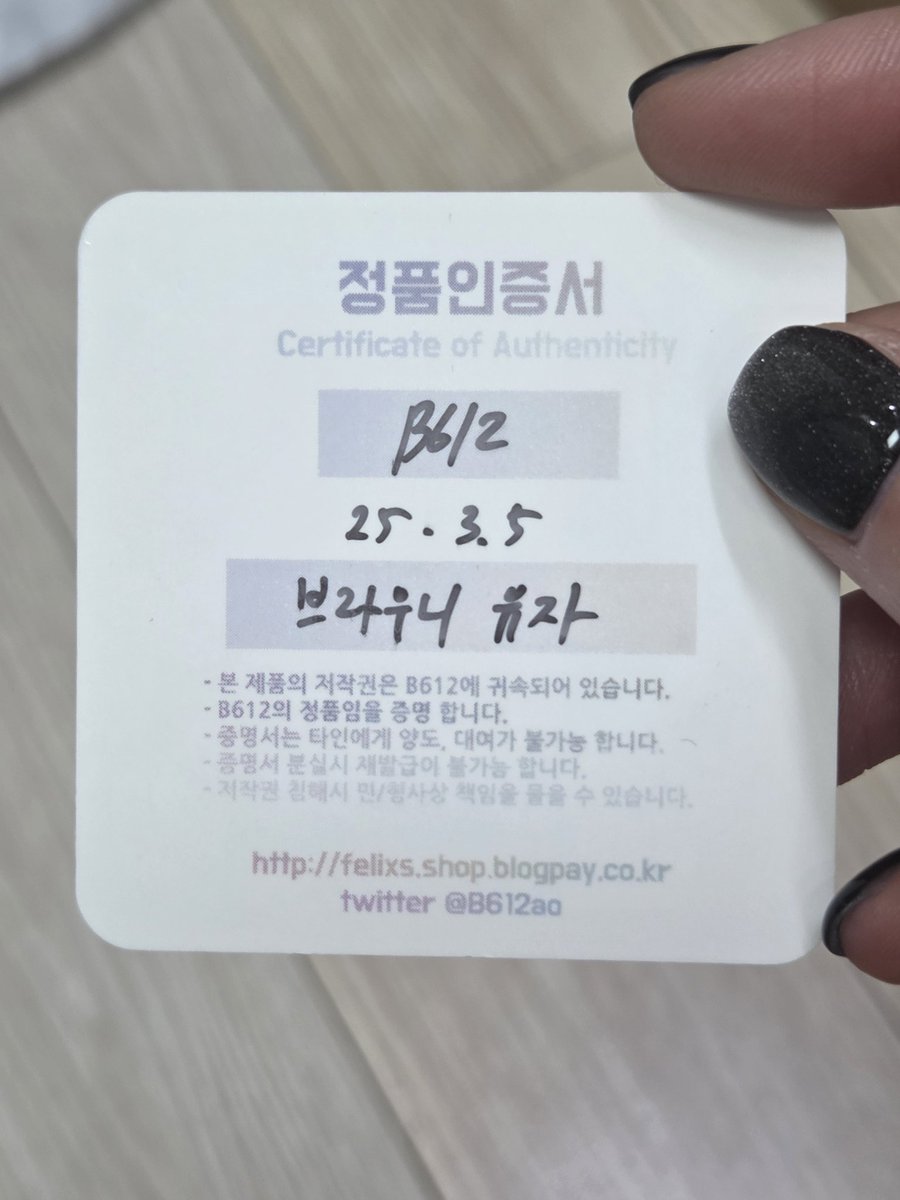 정품인증서
Certificate of Authenticity
B612
25. 3.5
브라우니 유자
- 본 제품의 저작권은 B612에 귀속되어 있습니다.
- B612의 정품임을 증명 합니다.
- 증명서는 타인에게 양도, 대여가 불가능 합니다.
- 증명서 분실시 재발급이 불가능 합니다.
- 저작권 침해시 민/형사상 책임을 물을 수 있습니다.
http://felixs.shop.blogpay.co.kr
twitter @B612ao